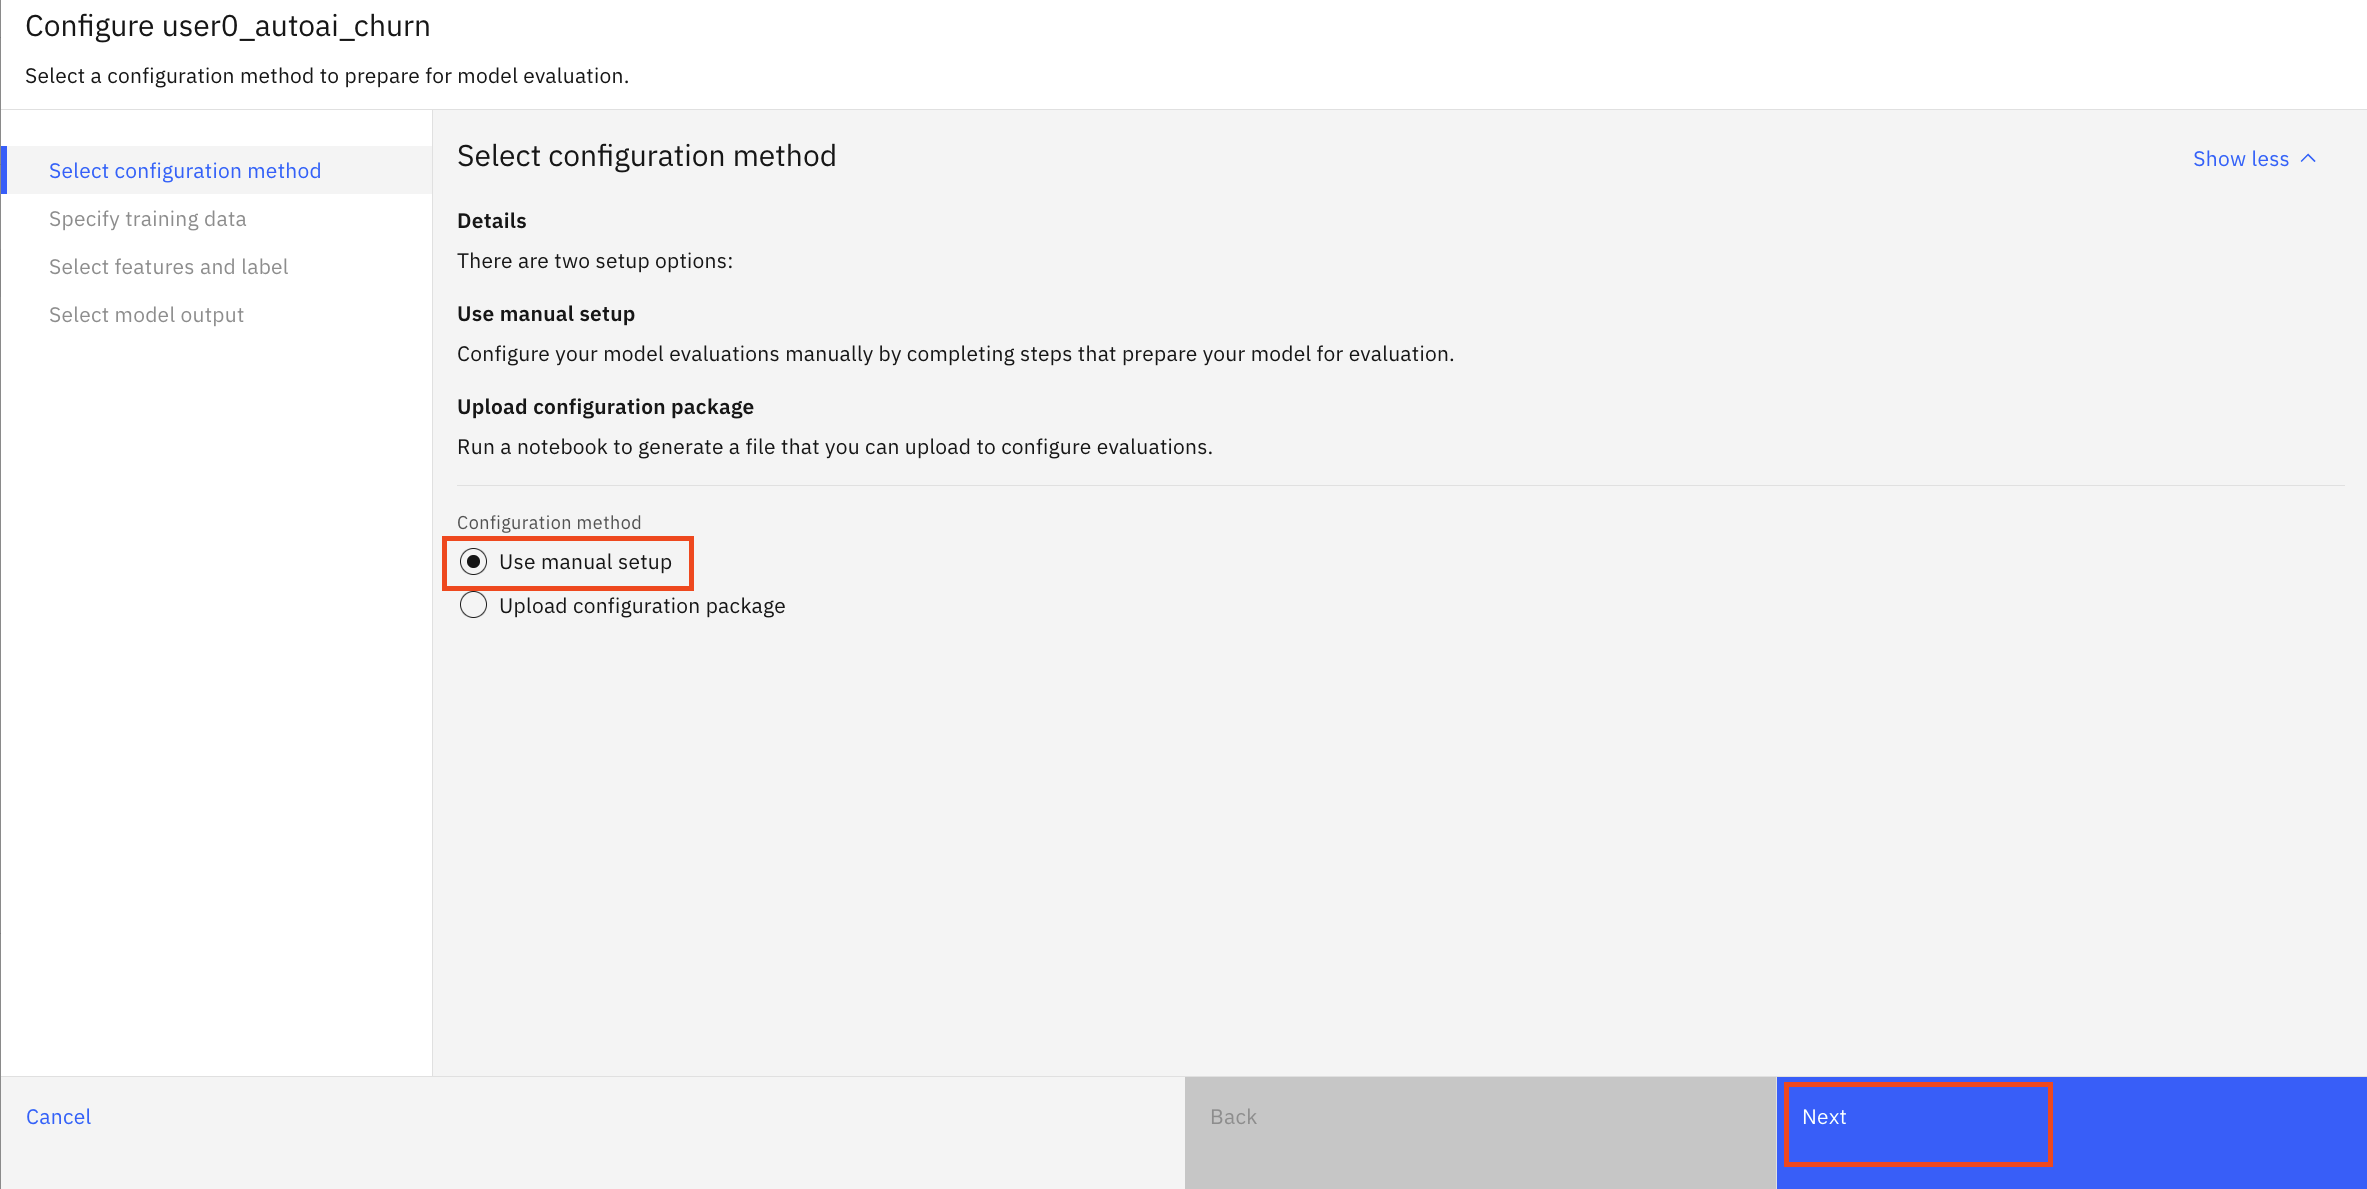 Configure user0_autoai_churn
Select a configuration method to prepare for model evaluation.
Select configuration method
Specify training data
Select features and label
Select model output
Select configuration method
Show less
Details
There are two setup options:
Use manual setup
Configure your model evaluations manually by completing steps that prepare your model for evaluation.
Upload configuration package
Run a notebook to generate a file that you can upload to configure evaluations.
Configuration method
Use manual setup
Upload configuration package
Cancel
Back
Next